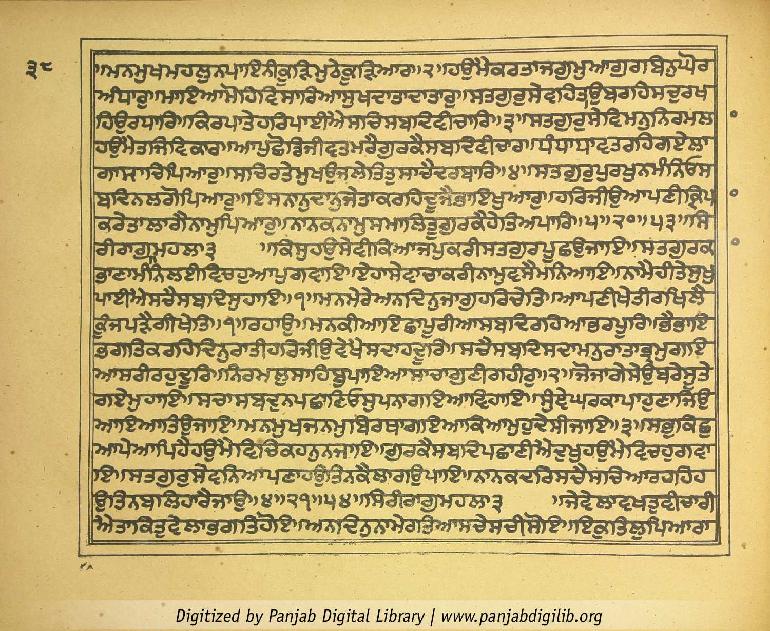 ੩੮
॥ਮਨਮੁਖਮਹਲੁਨਪਾਇਨੀਕੂੜਿਮੁਠੇਕੂੜਿਆਰਾ॥੨॥ਹਉਮੈਕਰਤਾਜਗੁਮੁਆਗੁਰਬਿਨੁਘੋਰ
ਅੰਧਾਰੁ॥ਮਾਇਆਮੋਹਿਵਿਸਾਰਿਆਸੁਖਦਾਤਾਦਾਤਾਰੁ॥ਸਤਗੁਰੁਸੇਵਹਿਤਾਉਬਰਹਿਸਚੁਰਖ
ਹਿਉਰਧਾਰਿ॥ਕਿਰਪਾਤੇਹਰਿਪਾਈਐਸਚਿਸਬਦਿਵੀਚਾਰਿ॥੩॥ਸਤਗੁਰੁਸੇਵਿਮਨੁਨਿਰਮਲਾ
ਹਉਮੈਤਜਿਵਿਕਾਰ॥ਆਪੁਛੋਡਿਜੀਵਤਮਰੈਗੁਰਕੈਸਬਦਿਵੀਚਾਰ॥ਧੰਧਾਧਾਵਤਰਹਿਗਏਲਾ
ਗਾਸਾਚਿਪਿਆਰੁ॥ਸਚਿਰਤੇਮੁਖਉਜਲੇਤਿਤੁਸਾਚੈਦਰਬਾਰਿ॥੪॥ਸਤਗੁਰੁਪੁਰਖੁਨਮੰਨਿਓਸ
ਬਦਿਨਲਗੋਪਿਆਰੁ॥ਇਸਨਾਨੁਦਾਨੁਜੇਤਾਕਰਹਿਦੂਜੈਭਾਇਖੁਆਰੁ॥ਹਰਿਜੀਉਆਪਣੀਕ੍ਰਿਪਾ
ਕਰੇਤਾਲਾਗੈਨਾਮਪਿਆਰੁ॥ਨਾਨਕਨਾਮੁਸਮਾਲਿਤੂਗੁਰਕੈਹੇਤਿਅਪਾਰਿ॥੫॥੨੦॥੫੩॥ਸਿ
ਰੀਰਾਗੁਮਹਲਾ੩ ॥ਕਿਸੁਹਉਸੇਵੀਕਿਆਜਪੁਕਰੀਸਤਗੁਰਪੂਛਉਜਾਇ॥ਸਤਗੁਰਕਾ
ਭਾਣਾਮੰਨਿਲਈਵਿਚਹੁਆਪੁਗਵਾਇ॥ਏਹਾਸੇਵਾਚਾਕਰੀਨਾਮੁਵਸੈਮਨਿਆਇ॥ਨਾਮੈਹੀਤੇਸੁਖੁ
ਪਾਈਐਸਚੈਸਬਦਿਸੁਹਾਇ॥੧॥ਮਨਮੇਰੇਅਨਦਿਨੁਜਾਗੁਹਰਿਚੇਤਿ॥ਆਪਣੀਖੇਤੀਰਖਿਲੈ
ਕੂੰਜਪੜੈਗੀਖੇਤਿ॥੧॥ਰਹਾਉ॥ਮਨਕੀਆਇਛਾਪੂਰੀਆਸਬਦਿਰਹਿਆਭਰਪੂਰਿ॥ਭੈਭਾਇ
ਭਗਤਿਕਰਹਿਦਿਨੁਰਾਤੀਹਰਿਜੀਉਵੇਖੈਸਦਾਹਦੂਰਿ॥ਸਚੈਸਬਦਿਸਦਾਮਨੁਰਾਤਾਭ੍ਰਮੁਗਇ
ਆਸਰੀਰਹੁਦੂਰਿ॥ਨਿਰਮਲੁਸਾਹਿਬੁਪਾਇਆਸਾਚਾਗੁਣੀਗਹੀਰੁ॥੨॥ਜੋਜਾਗੇਸੇਉਬਰੇਸੂਤੇ
ਗਏਮੁਹਾਇ॥ਸਚਾਸਬਦੁਨਪਛਾਣਿਓਸੁਪਨਾਗਇਆਵਿਹਾਇ॥ਸੁੰਞੇਘਰਕਾਪਾਹੁਣਾਜਿਉ
ਆਇਆਤਿਉਜਾਇ॥ਮਨਮੁਖਜਨਮੁਬਿਰਥਾਗਇਆਕਿਆਮੁਹੁਦੇਸੀਜਾਇ॥੩॥ਸਭਕਿਛੁ
ਆਪੇਆਪਿਹੈਹਉਮੈਵਿਚਿਕਹਨੁਨਜਾਇ॥ਗੁਰਕੈਸਬਦਿਪਛਾਣੀਐਦੁਖੁਹਉਮੈਵਿਚਹੁਗਵਾ
ਇ॥ਸਤਗੁਰੁਸੇਵਨਿਆਪਣਾਹਉਤਿਨਕੈਲਾਗਉਪਾਇ॥ਨਾਨਕਦਰਿਸਚੈਸਚਿਆਰਹਹਿਹ
ਉਤਿਨਬਲਿਹਾਰੈਜਾਉ॥੪॥੨੧॥੫੪॥ਸਿਰੀਰਾਗੁਮਹਲਾ੩ ॥ਜੇਵੇਲਾਵਖਤੁਵੀਚਾਰੀ
ਐਤਾਕਿਤੁਵੇਲਾਭਗਤਿਹੋਇ॥ਅਨਦਿਨੁਨਾਮੇਰਤਿਆਸਚੇਸਚੀਸੋਇ॥ਇਕੁਤਿਲੁਪਿਆਰਾ
Digitized by Panjab Digital Library | www.panjabdigilib.org